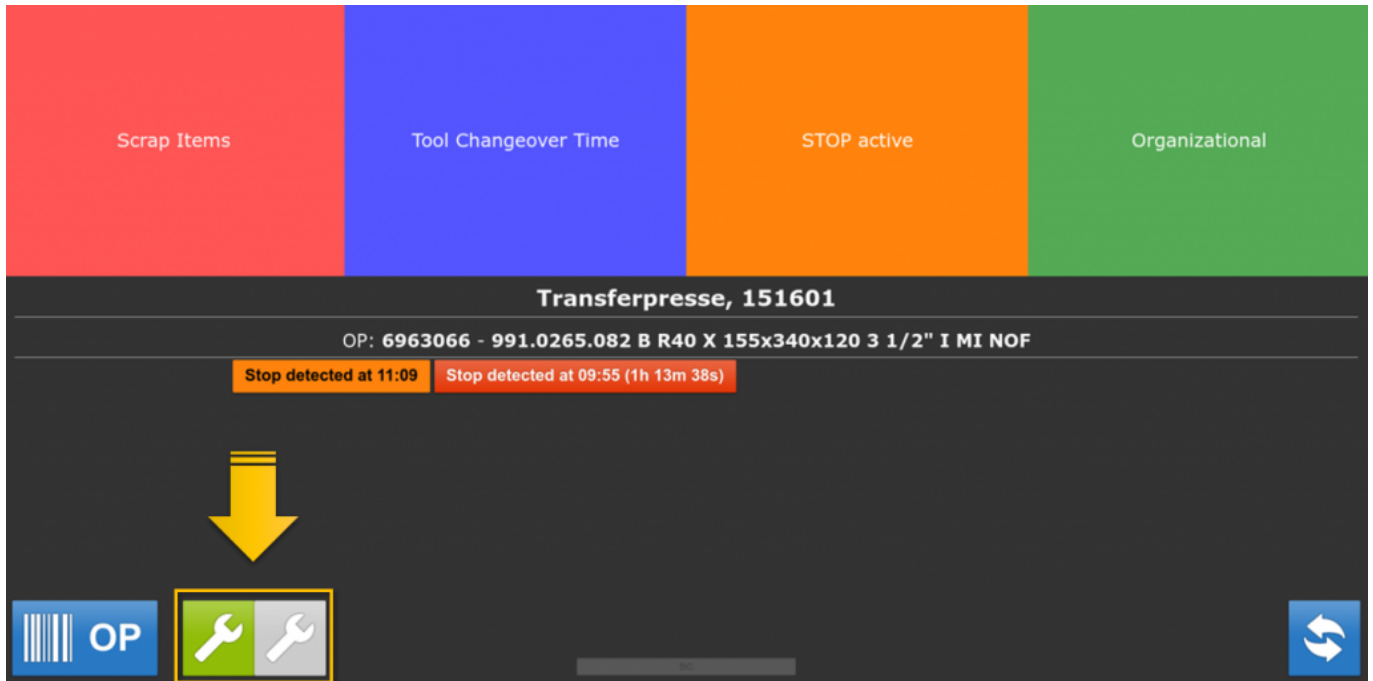 Scrap Items
Tool Changeover Time
STOP active
Organizational
Transferpresse, 151601
OP: 6963066 - 991.0265.082 B R40 X 155x340x120 3 1/2" I MI NOF
Stop detected at 11:09
Stop detected at 09:55 (1h 13m 38s)
OP